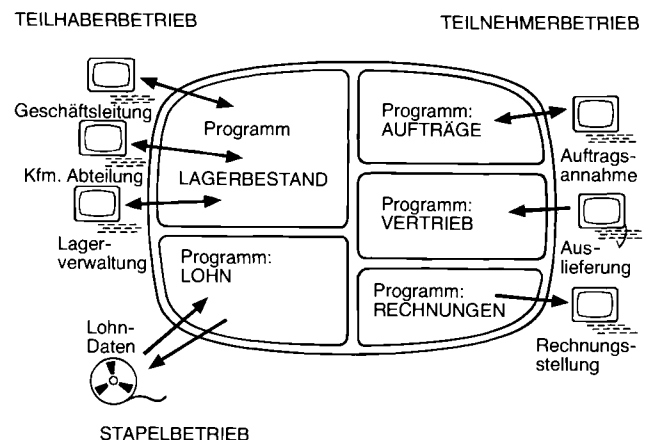 TEILHABERBETRIEB
TEILNEHMERBETRIEB
Geschäftsleitung
Kfm. Abteilung
Lager-
verwaltung
Programm
LAGERBESTAND
Programm:
LOHN
Lohn-
Daten
STAPELBETRIEB
Programm:
AUFTRÄGE
Programm:
VERTRIEB
Programm:
RECHNUNGEN
Auftrags-
annahme
Aus-
lieferung
Rechnungs-
stellung